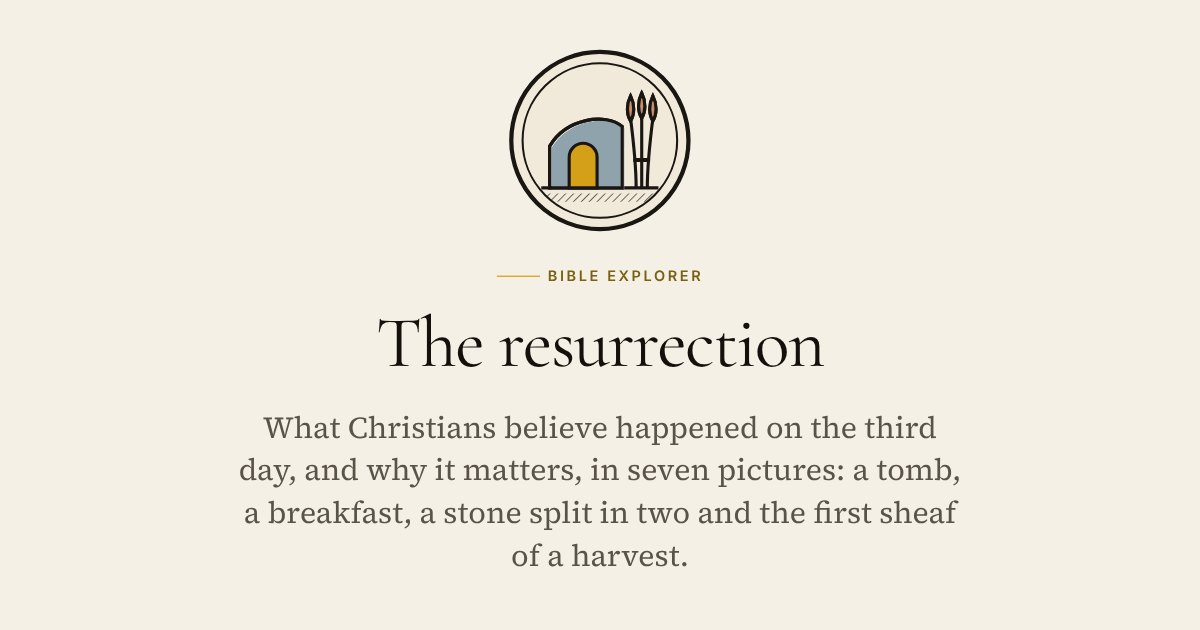 BIBLE EXPLORER
The resurrection
What Christians believe happened on the third
day, and why it matters, in seven pictures: a tomb,
a breakfast, a stone split in two and the first sheaf
of a harvest.